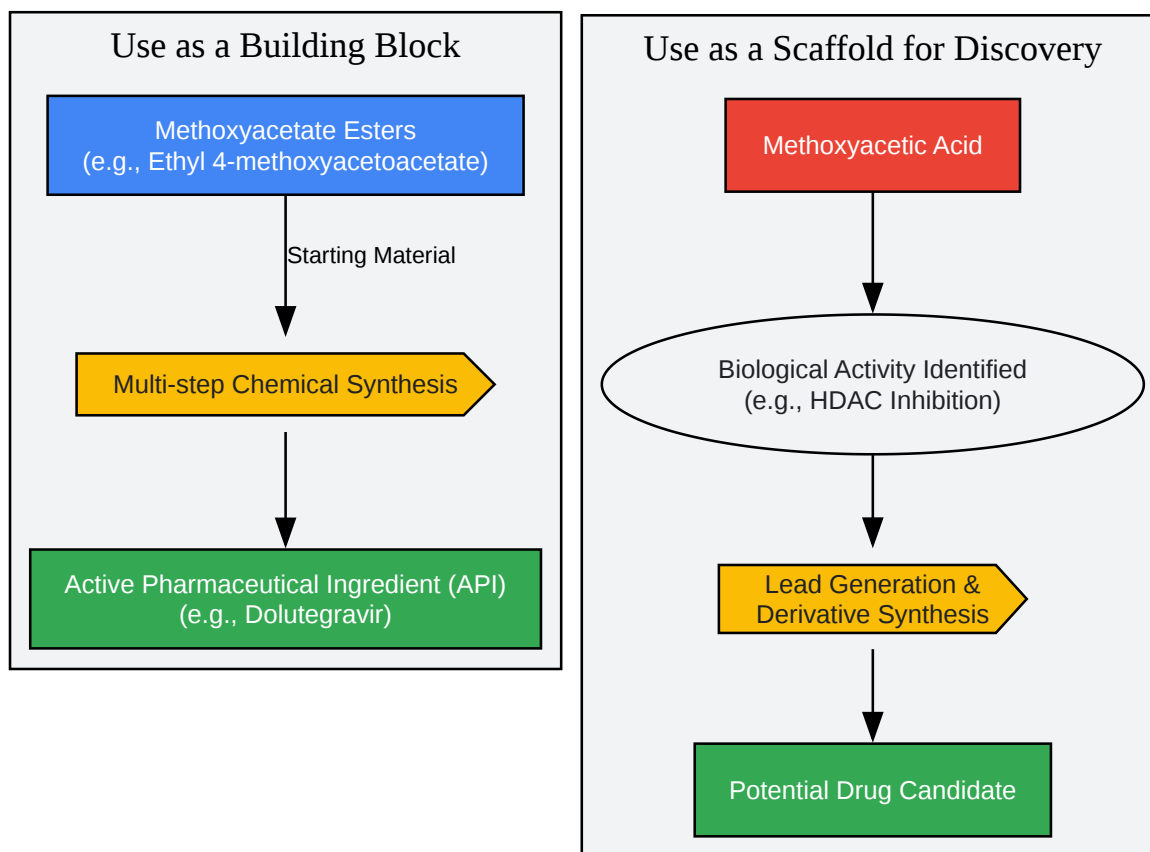 Use as a Building Block
Methoxyacetate Esters
(e.g., Ethyl 4-methoxyacetoacetate)
Starting Material
Multi-step Chemical Synthesis
Active Pharmaceutical Ingredient (API)
(e.g., Dolutegravir)
Use as a Scaffold for Discovery
Methoxyacetic Acid
Biological Activity Identified
(e.g., HDAC Inhibition)
Lead Generation &
Derivative Synthesis
Potential Drug Candidate